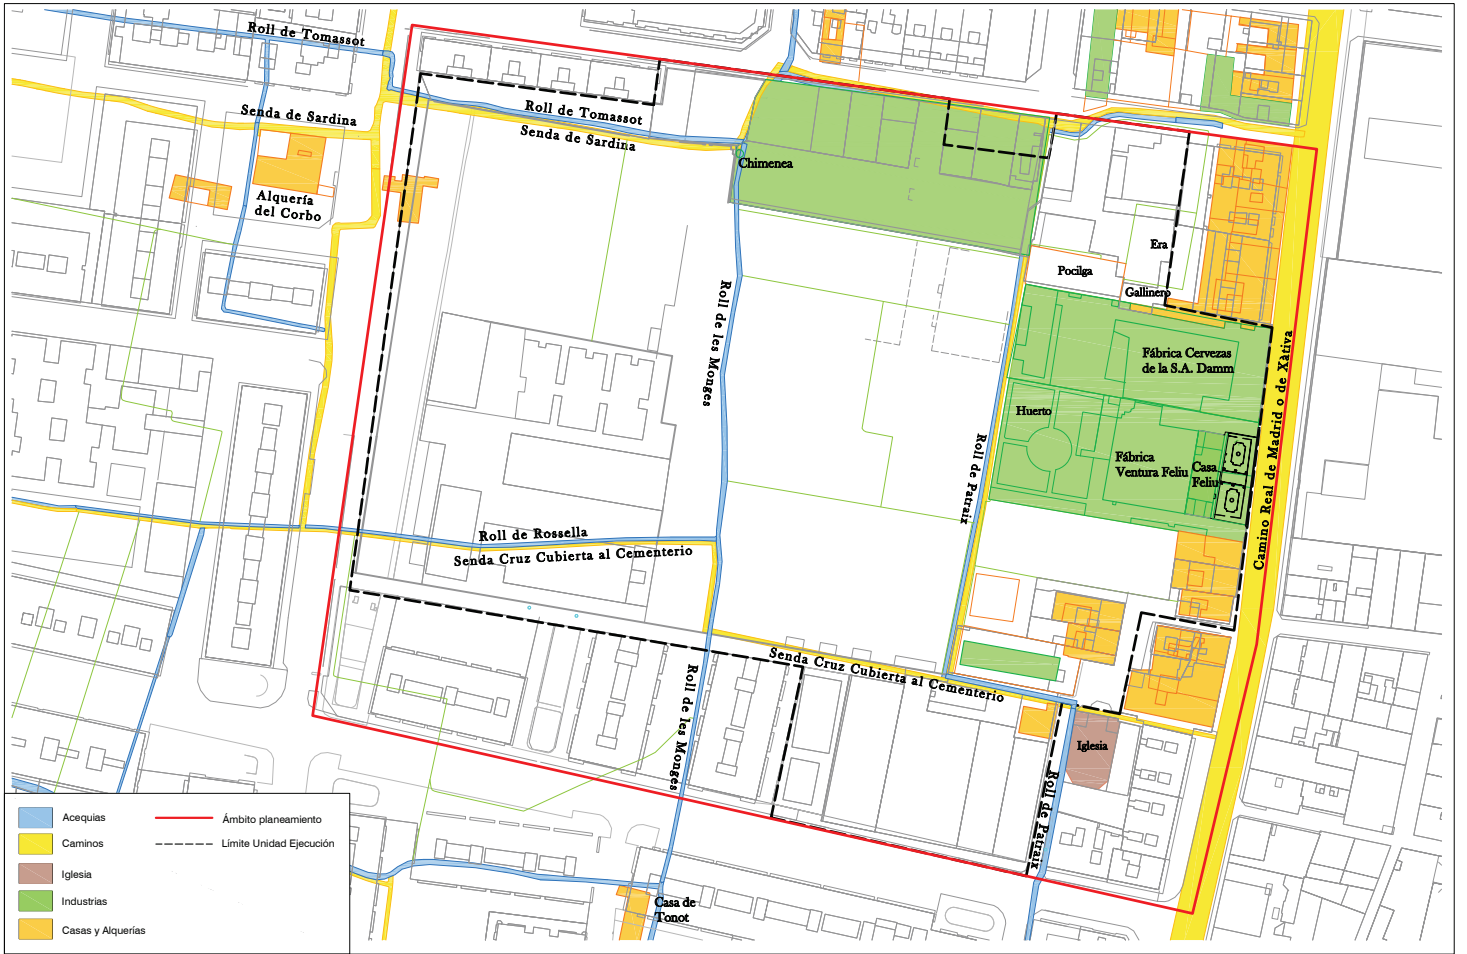 Roll de Tomassot
Senda de Sardina
Roll de Tomassot
Senda de Sardina
Chimenea
Alquería
del Corbo
Era
Pocilga
Gallinero
Roll de les Monges
Fábrica Cervezas
de la S.A. Damm
Huerto
Fábrica
Ventura Feliu
Casa
Feliu
Camino Real de Madrid o de Xàtiva
Roll de Patraix
Roll de Rossella
Senda Cruz Cubierta al Cementerio
Senda Cruz Cubierta al Cementerio
Roll de les Monges
Iglesia
Roll de Patraix
Casa de
Tonot
Acequias
Caminos
Iglesia
Industrias
Casas y Alquerías
Ámbito planeamiento
Límite Unidad Ejecución